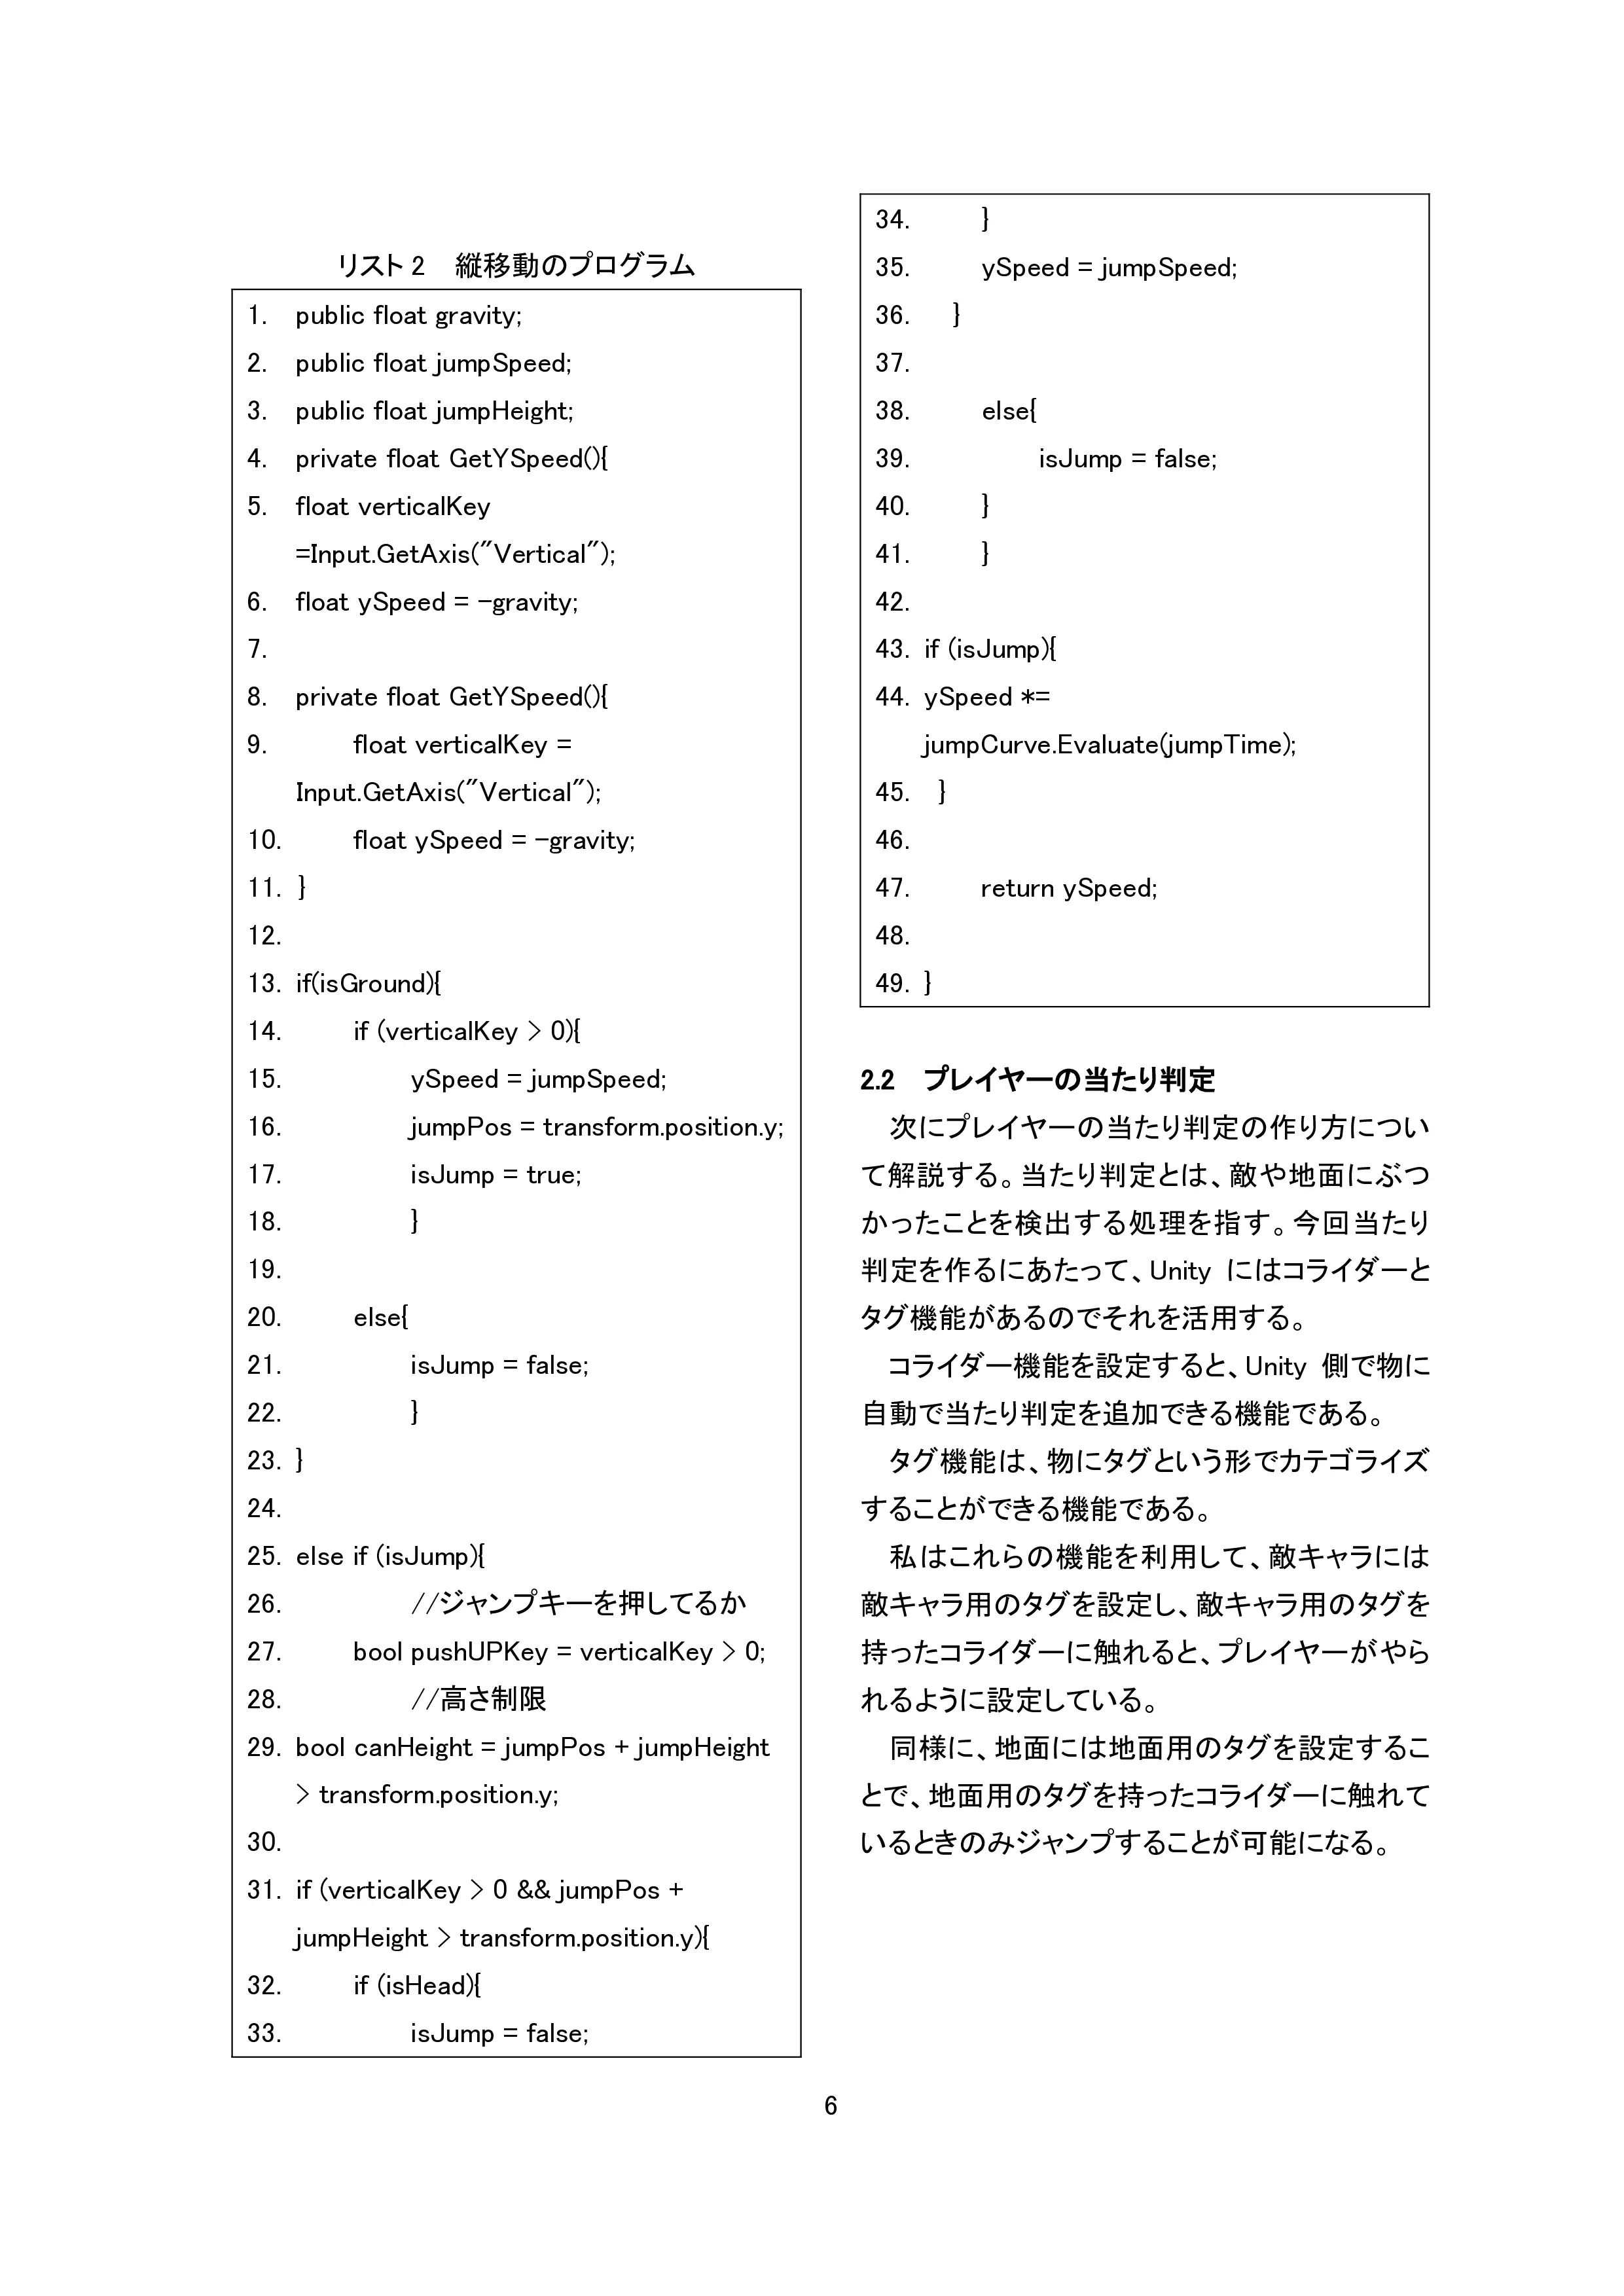 リスト 2　縦移動のプログラム
1. public float gravity;
2. public float jumpSpeed;
3. public float jumpHeight;
4. private float GetYSpeed(){
5. float verticalKey
=Input.GetAxis("Vertical");
6. float ySpeed = -gravity;
7.
8. private float GetYSpeed(){
9. float verticalKey =
Input.GetAxis("Vertical");
10. float ySpeed = -gravity;
11. }
12.
13. if(isGround){
14. if (verticalKey > 0){
15. ySpeed = jumpSpeed;
16. jumpPos = transform.position.y;
17. isJump = true;
18. }
19.
20. else{
21. isJump = false;
22. }
23. }
24.
25. else if (isJump){
26. //ジャンプキーを押してるか
27. bool pushUPKey = verticalKey > 0;
28. //高さ制限
29. bool canHeight = jumpPos + jumpHeight
> transform.position.y;
30.
31. if (verticalKey > 0 && jumpPos +
jumpHeight > transform.position.y){
32. if (isHead){
33. isJump = false;
34. }
35. ySpeed = jumpSpeed;
36. }
37.
38. else{
39. isJump = false;
40. }
41. }
42.
43. if (isJump){
44. ySpeed *=
jumpCurve.Evaluate(jumpTime);
45. }
46.
47. return ySpeed;
48.
49. }
2.2　プレイヤーの当たり判定
　次にプレイヤーの当たり判定の作り方につい
て解説する。当たり判定とは、敵や地面にぶつ
かったことを検出する処理を指す。今回当たり
判定を作るにあたって、Unity にはコライダーと
タグ機能があるのでそれを活用する。
　コライダー機能を設定すると、Unity 側で物に
自動で当たり判定を追加できる機能である。
　タグ機能は、物にタグという形でカテゴライズ
することができる機能である。
　私はこれらの機能を利用して、敵キャラには
敵キャラ用のタグを設定し、敵キャラ用のタグを
持ったコライダーに触れると、プレイヤーがやら
れるように設定している。
　同様に、地面には地面用のタグを設定するこ
とで、地面用のタグを持ったコライダーに触れて
いるときのみジャンプすることが可能になる。
6